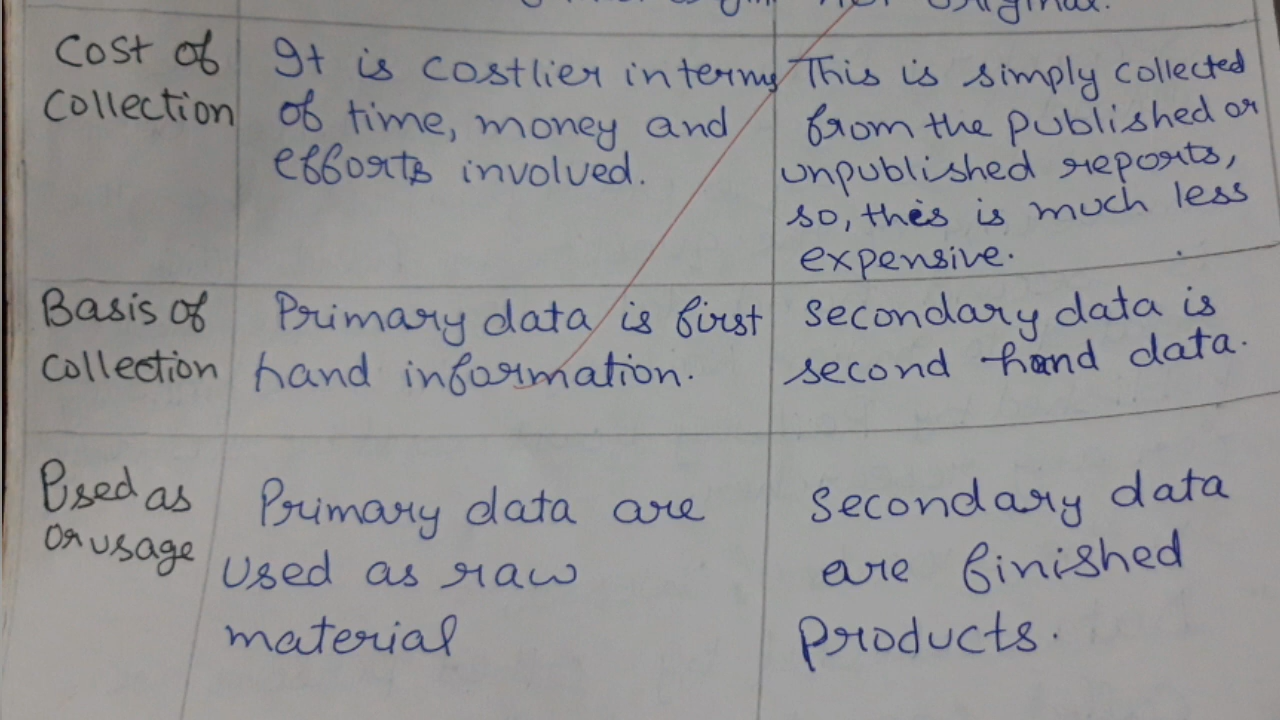 not original.
Cost of
Collection
It is costlier in terms
of time, money and
efforts involved.
This is simply collected
from the published or
unpublished reports,
so, this is much less
expensive.
Basis of
Collection
Primary data is first
hand information.
Secondary data is
second hand data.
Used as
or usage
Primary data are
used as raw
material
Secondary data
are finished
products.